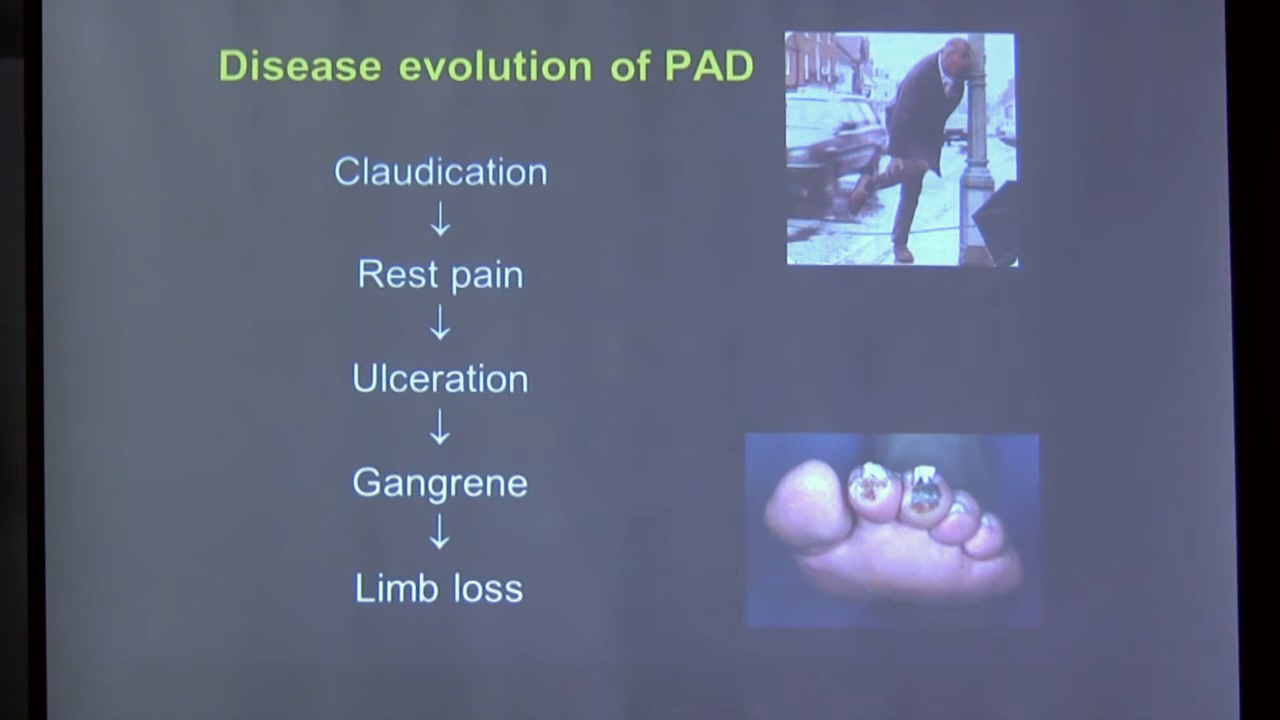 Disease evolution of PAD
Claudication
↓
Rest pain
↓
Ulceration
↓
Gangrene
↓
Limb loss